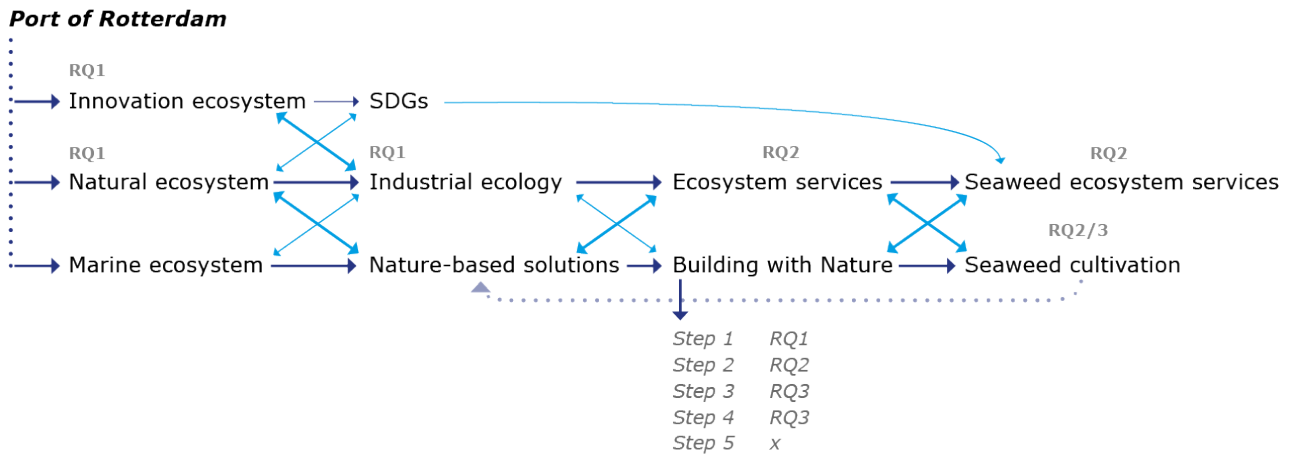 Port of Rotterdam
RQ1
Innovation ecosystem SDGs
RQ1 RQ1 RQ2 RQ2
Natural ecosystem Industrial ecology Ecosystem services Seaweed ecosystem services
RQ2/3
Marine ecosystem Nature-based solutions Building with Nature Seaweed cultivation
Step 1 RQ1
Step 2 RQ2
Step 3 RQ3
Step 4 RQ3
Step 5 x